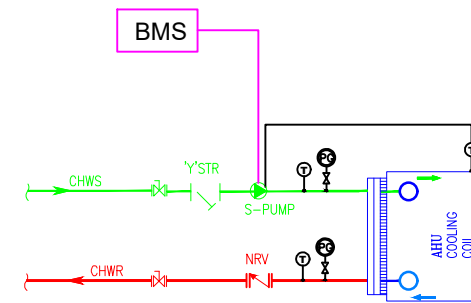 BMS
CHWS
'Y'STR
S-PUMP
T
PG
T
CHWR
NRV
T
PG
AHU
COOLING
COIL